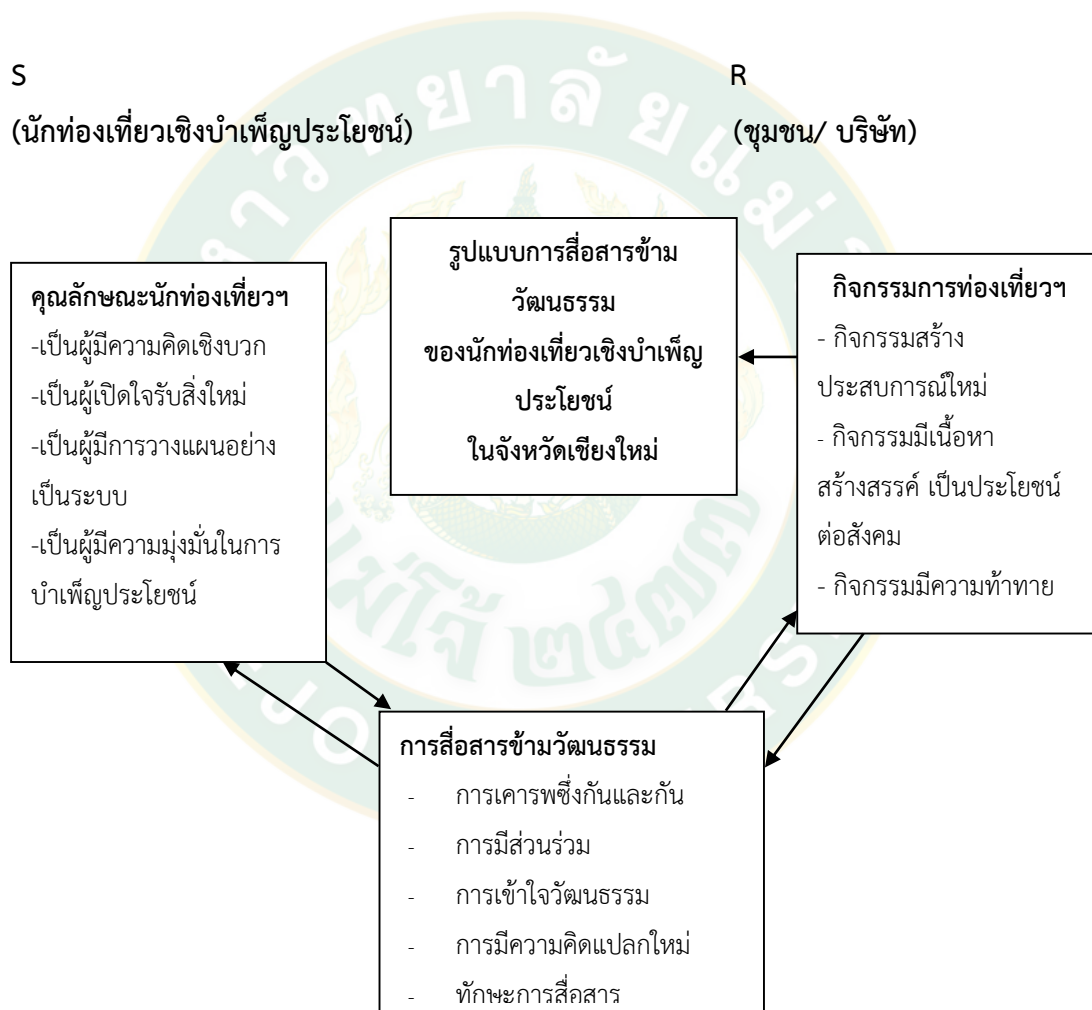 S
R
(นักท่องเที่ยวเชิงบำเพ็ญประโยชน์)
(ชุมชน/ บริษัท)
รูปแบบการสื่อสารข้าม
วัฒนธรรม
ของนักท่องเที่ยวเชิงบำเพ็ญ
ประโยชน์
ในจังหวัดเชียงใหม่
คุณลักษณะนักท่องเที่ยวฯ
-เป็นผู้มีความคิดเชิงบวก
-เป็นผู้เปิดใจรับสิ่งใหม่
-เป็นผู้มีการวางแผนอย่าง
เป็นระบบ
-เป็นผู้มีความมุ่งมั่นในการ
บำเพ็ญประโยชน์
กิจกรรมการท่องเที่ยวฯ
- กิจกรรมสร้าง
ประสบการณ์ใหม่
- กิจกรรมมีเนื้อหา
สร้างสรรค์ เป็นประโยชน์
ต่อสังคม
- กิจกรรมมีความท้าทาย
การสื่อสารข้ามวัฒนธรรม
- การเคารพซึ่งกันและกัน
- การมีส่วนร่วม
- การเข้าใจวัฒนธรรม
- การมีความคิดแปลกใหม่
- ทักษะการสื่อสาร
แม่โจ้ ๒๔๗๗